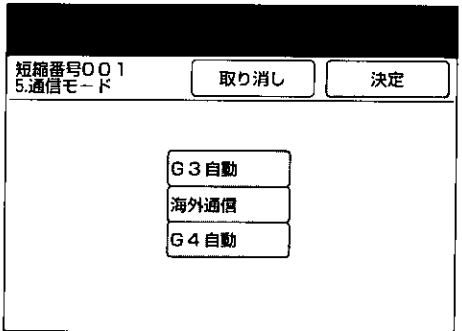 短縮番号００１
5.通信モード
取り消し
決定
Ｇ３自動
海外通信
Ｇ４自動